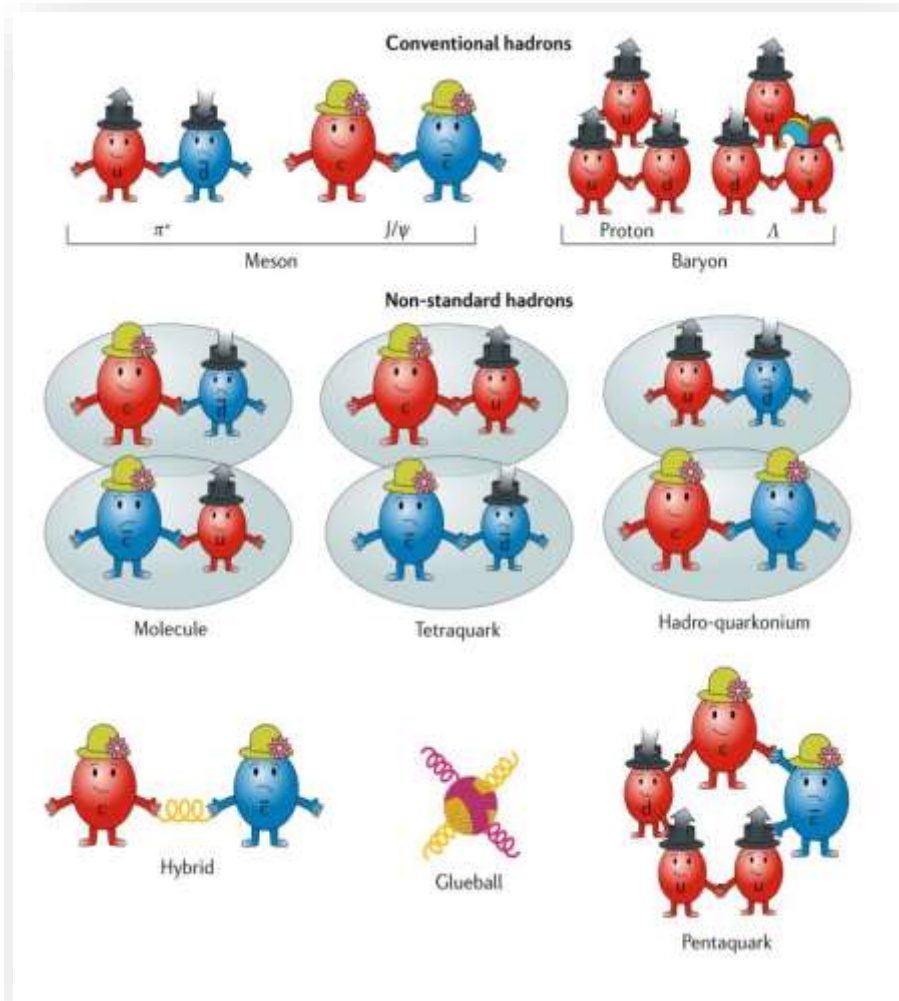 Conventional hadrons
u d̄ c c̄ u u d u d
π⁺ J/ψ Proton Λ
Meson Baryon
Non-standard hadrons
c d̄ c u u d̄
c̄ u c̄ d̄ c c̄
Molecule Tetraquark Hadro-quarkonium
c c̄ c d c̄ u u
Hybrid Glueball
Pentaquark